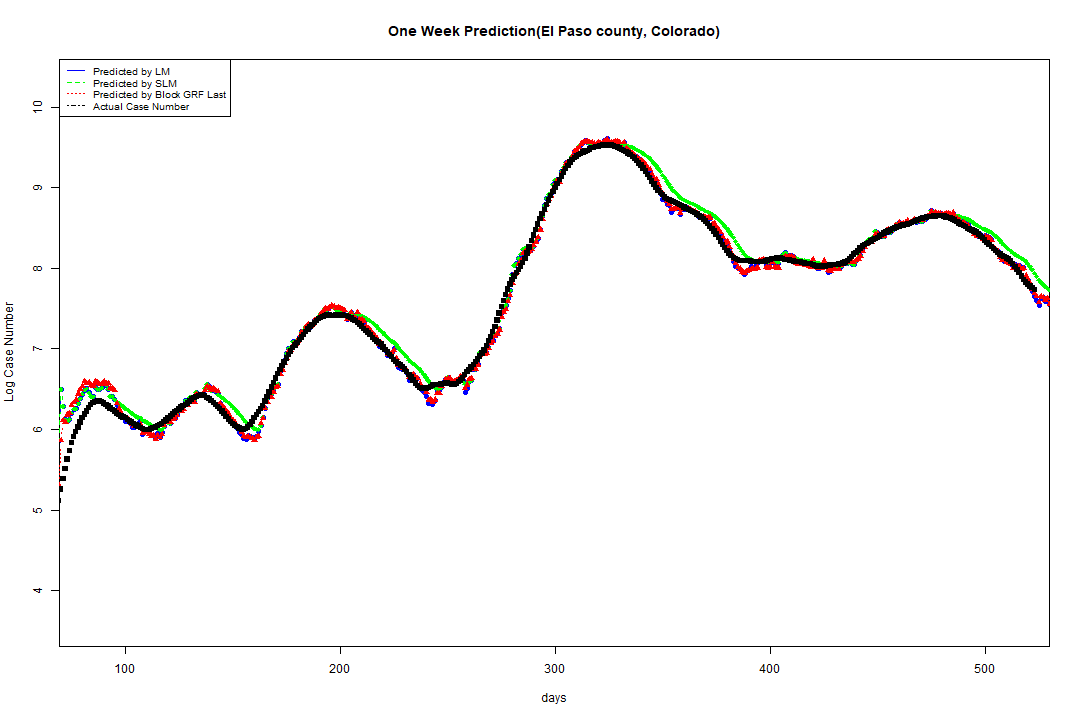 One Week Prediction(El Paso county, Colorado)
Predicted by LM
Predicted by SLM
Predicted by Block GRF Last
Actual Case Number
10
9
8
7
6
5
4
Log Case Number
100 200 300 400 500
days